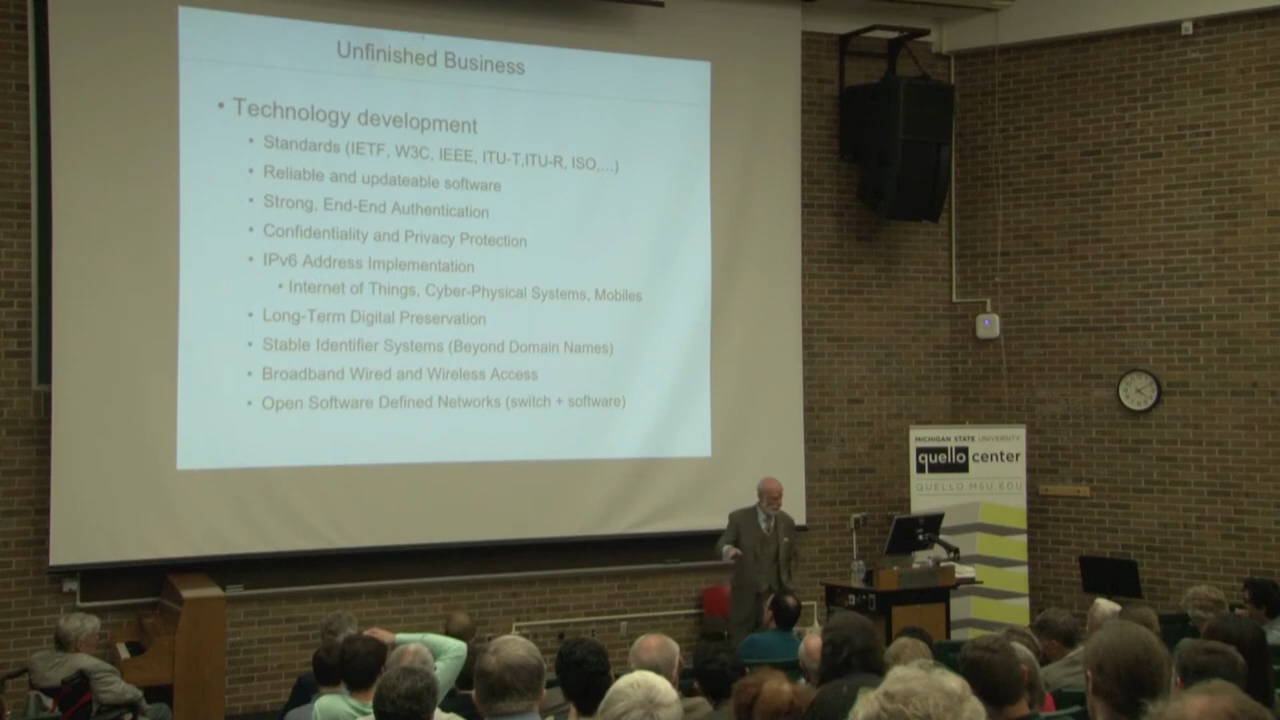 Unfinished Business
• Technology development
• Standards (IETF, W3C, IEEE, ITU-T,ITU-R, ISO,...)
• Reliable and updateable software
• Strong, End-End Authentication
• Confidentiality and Privacy Protection
• IPv6 Address Implementation
• Internet of Things, Cyber-Physical Systems, Mobiles
• Long-Term Digital Preservation
• Stable Identifier Systems (Beyond Domain Names)
• Broadband Wired and Wireless Access
• Open Software Defined Networks (switch + software)
MICHIGAN STATE UNIVERSITY
quello center
QUELLO.MSU.EDU